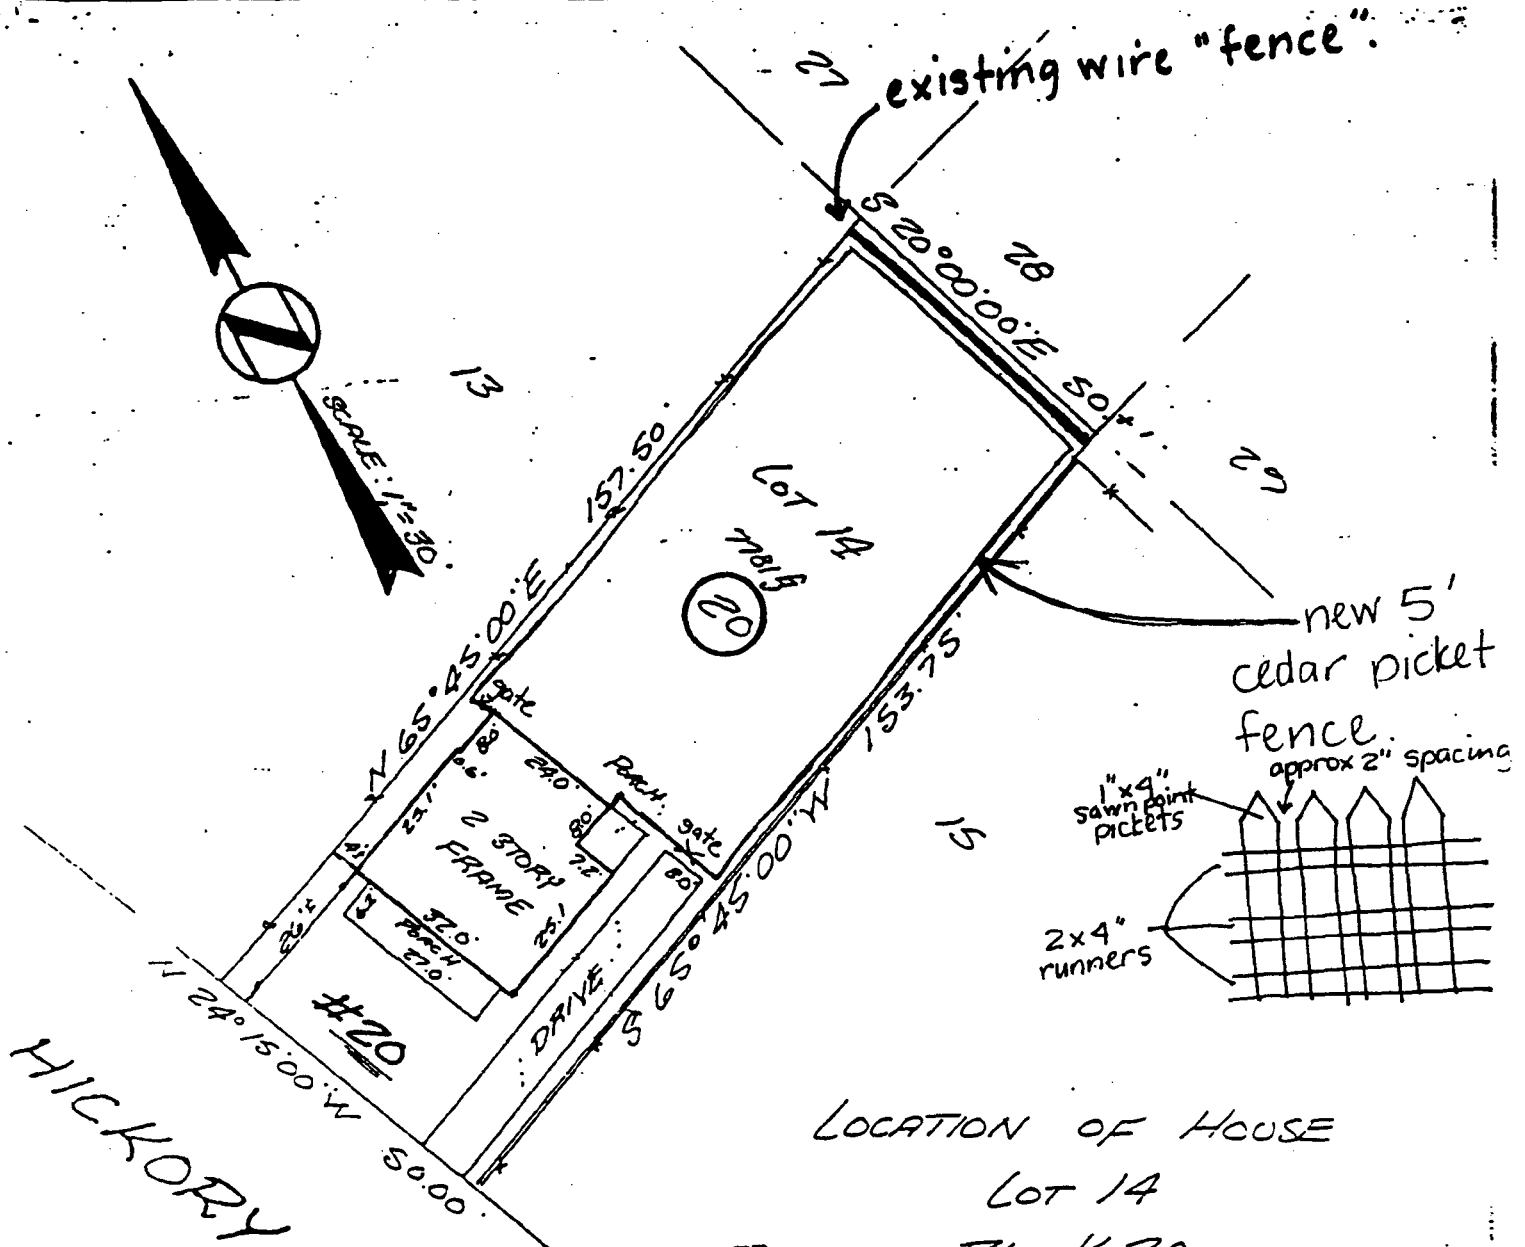 existing wire "fence".
27
28
S 20°00'00"E
50.±'
29
N
SCALE: 1"=30'
13
157.50'
N 65°45'00"E
LOT 14
20
153.75'
S 65°45'00"W
new 5'
cedar picket
fence.
approx 2" spacing
1"x4"
sawn point
pickets
2x4"
runners
15
gate
24.0'
PORCH
gate
8.0'
8.0'
7.2'
25.1'
2 STORY
FRAME
25.1'
32.0'
PORCH
27.0'
26'±
#20
DRIVE
N 24°15'00"W
50.00'
HICKORY
LOCATION OF HOUSE
LOT 14